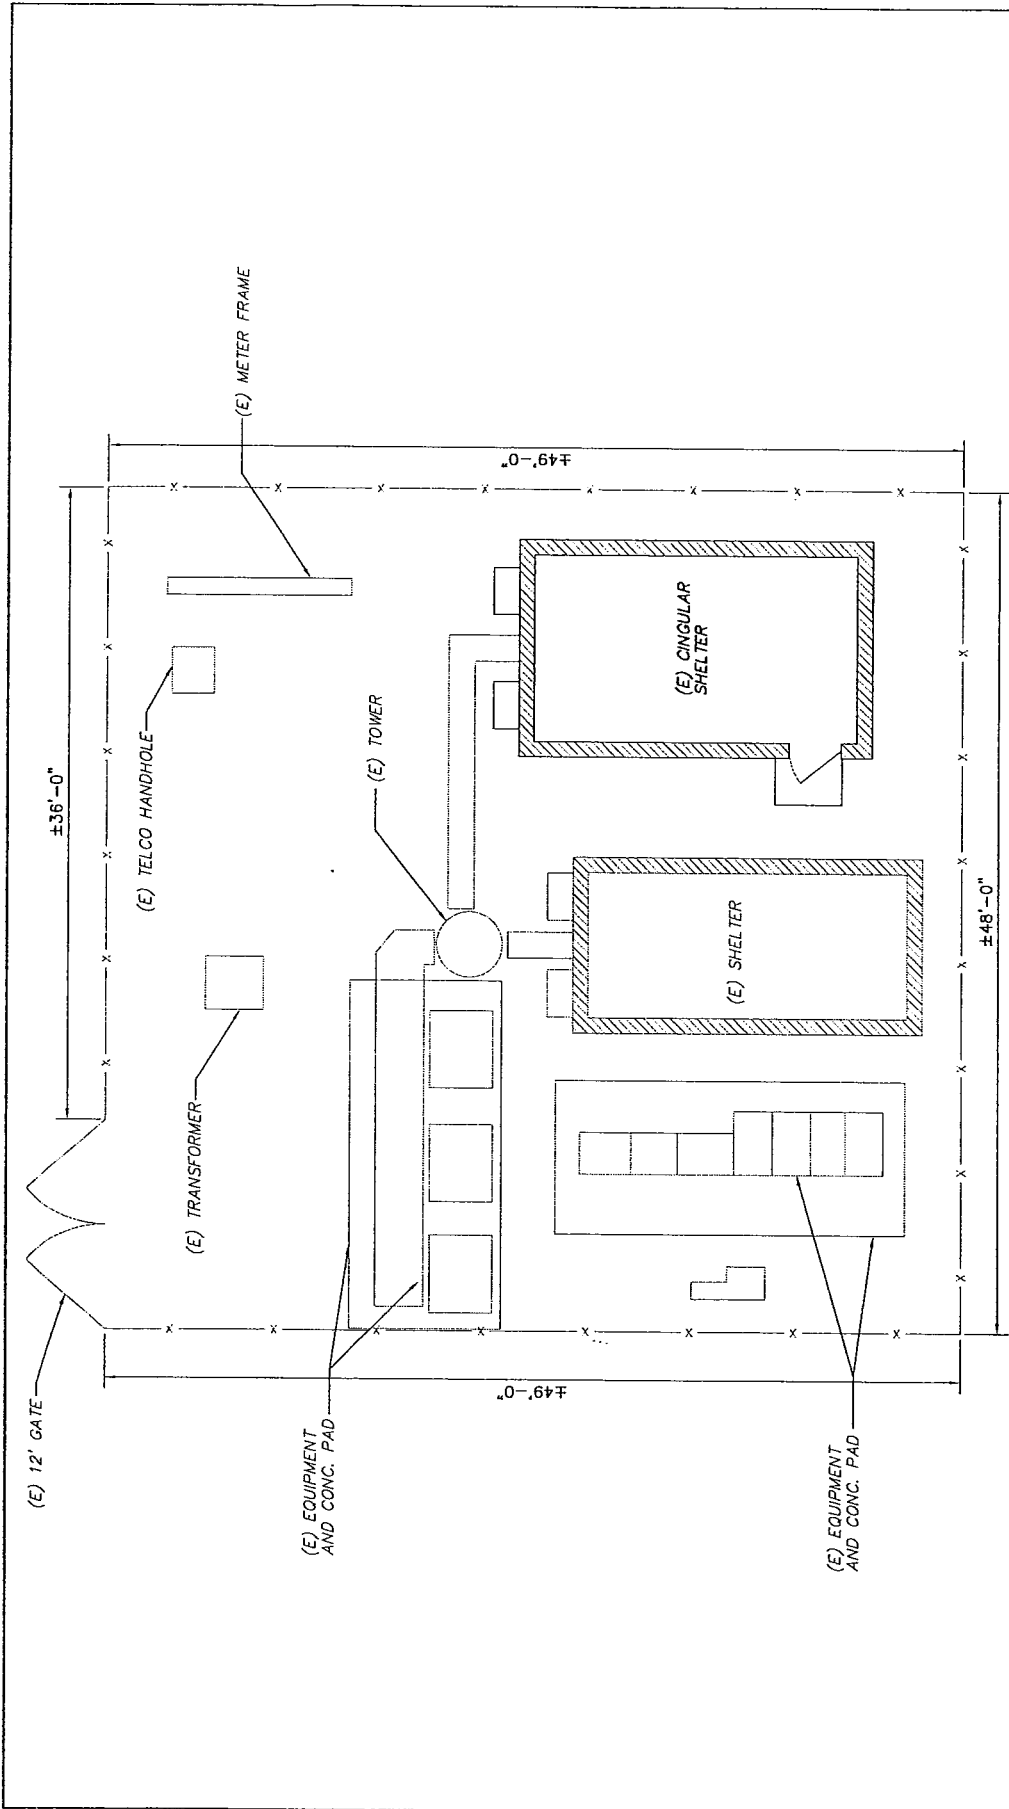 (E) 12' GATE
±36'-0"
(E) METER FRAME
(E) TELCO HANDHOLE
(E) TRANSFORMER
(E) TOWER
±49'-0"
±49'-0"
(E) EQUIPMENT
AND CONC. PAD
(E) CINGULAR
SHELTER
(E) SHELTER
(E) EQUIPMENT
AND CONC. PAD
±48'-0"